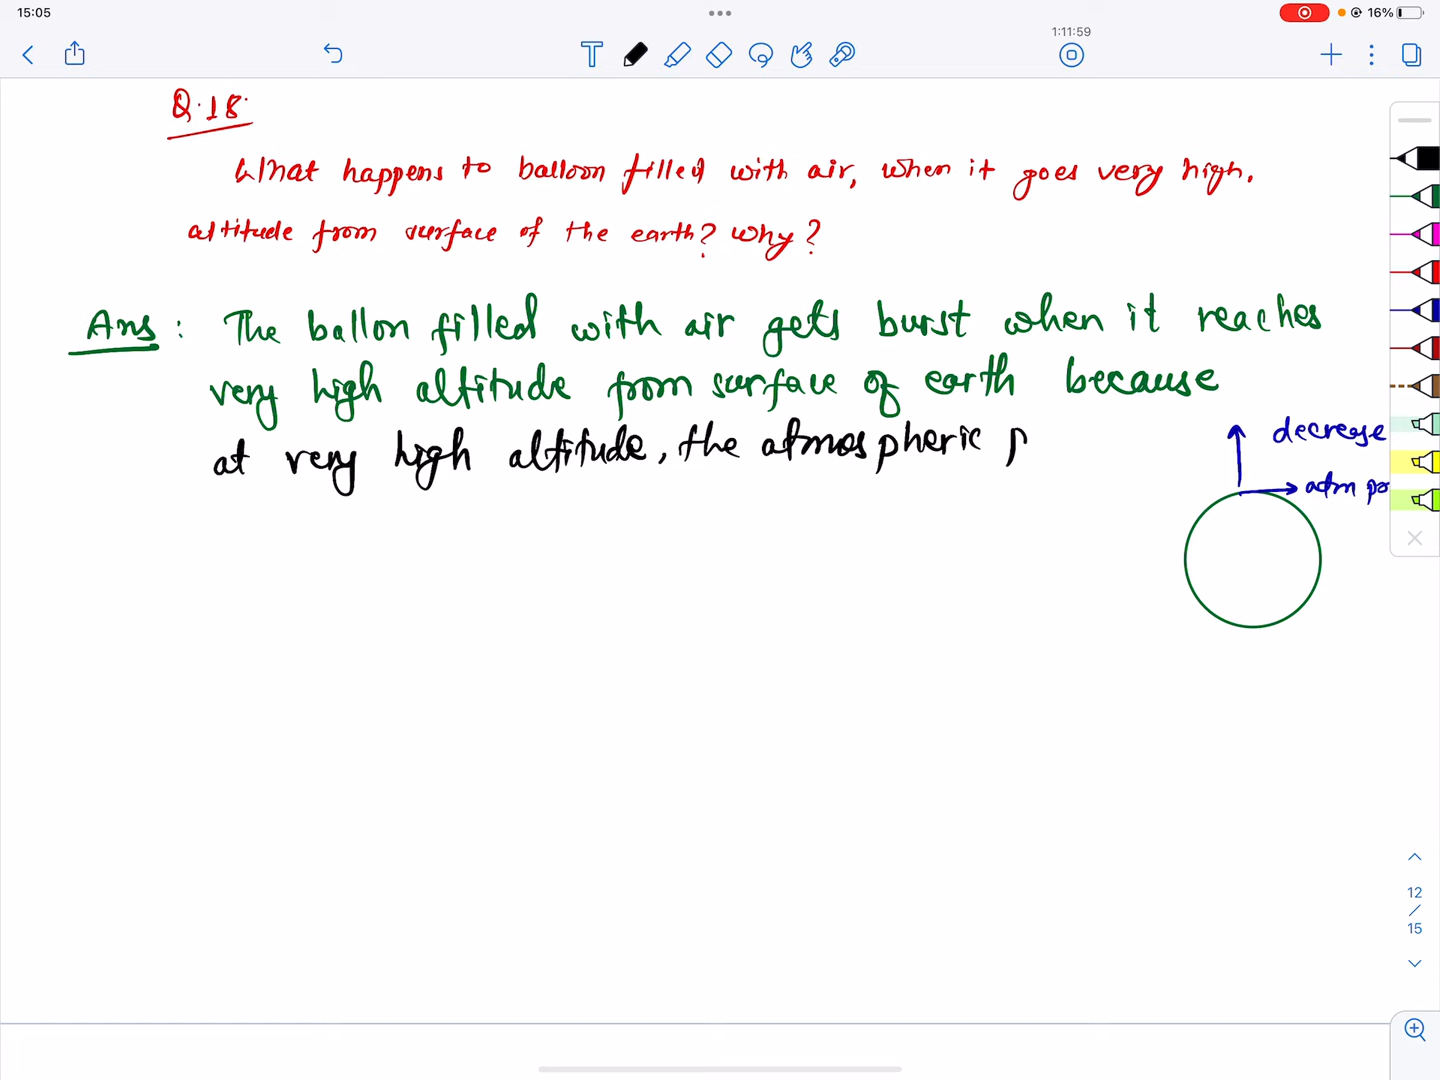 15:05
16%
1:11:59
T
Q.18.
What happens to balloon filled with air, when it goes very high.
altitude from surface of the earth? why?
Ans : The ballon filled with air gets burst when it reaches
very high altitude from surface of earth because
at very high altitude, the atmospheric p
decrease
atm
12
/
15